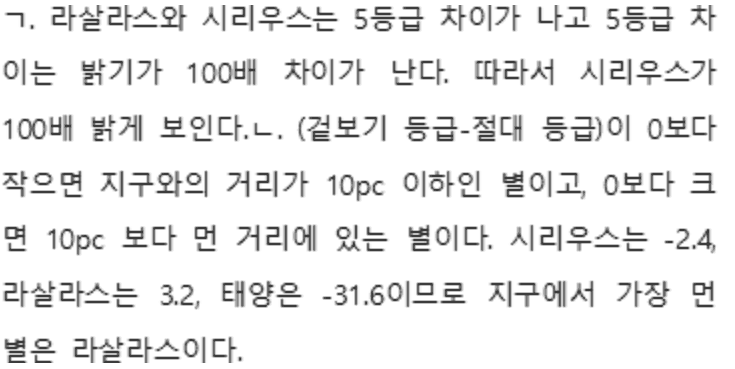 ㄱ. 라살라스와 시리우스는 5등급 차이가 나고 5등급 차
이는 밝기가 100배 차이가 난다. 따라서 시리우스가
100배 밝게 보인다.ㄴ. (겉보기 등급-절대 등급)이 0보다
작으면 지구와의 거리가 10pc 이하인 별이고, 0보다 크
면 10pc 보다 먼 거리에 있는 별이다. 시리우스는 -2.4,
라살라스는 3.2, 태양은 -31.6이므로 지구에서 가장 먼
별은 라살라스이다.